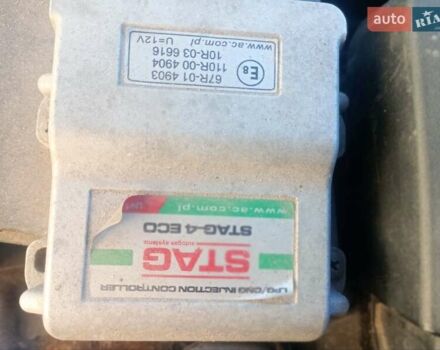 auto RIA
LPG/CNG INJECTION CONTROLLER
STAG
autogas systems
STAG-4 ECO
www.ac.com.pl
E8
67R-01 4903
110R-00 4904
10R-03 6616
U=12V
www.ac.com.pl